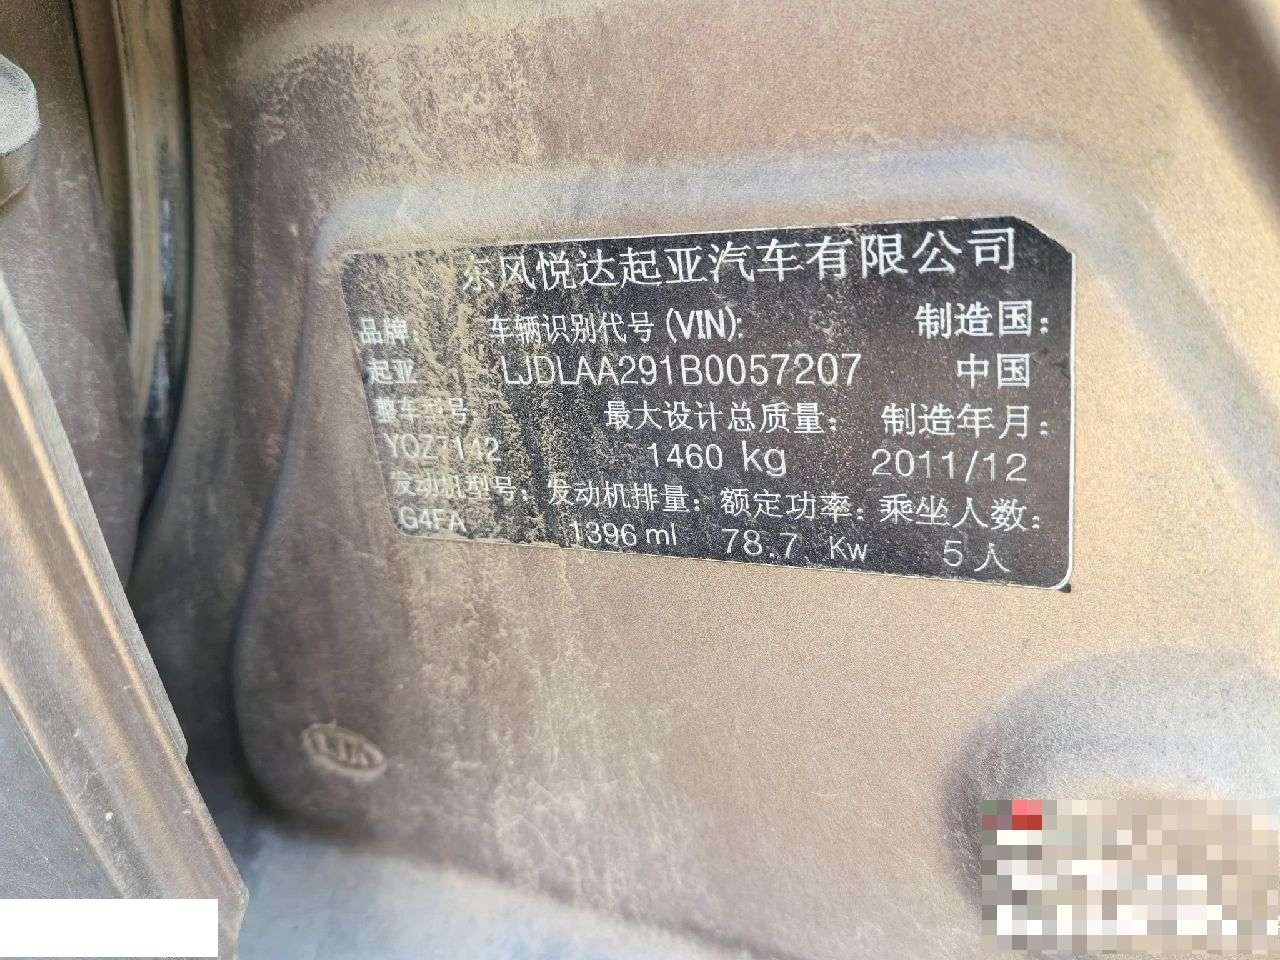 东风悦达起亚汽车有限公司
品牌: 车辆识别代号(VIN): 制造国:
起亚 LJDLAA291B0057207 中国
整车型号 最大设计总质量: 制造年月:
YQZ7142 1460 kg 2011/12
发动机型号: 发动机排量: 额定功率: 乘坐人数:
G4FA 1396 ml 78.7 Kw 5人
KIA